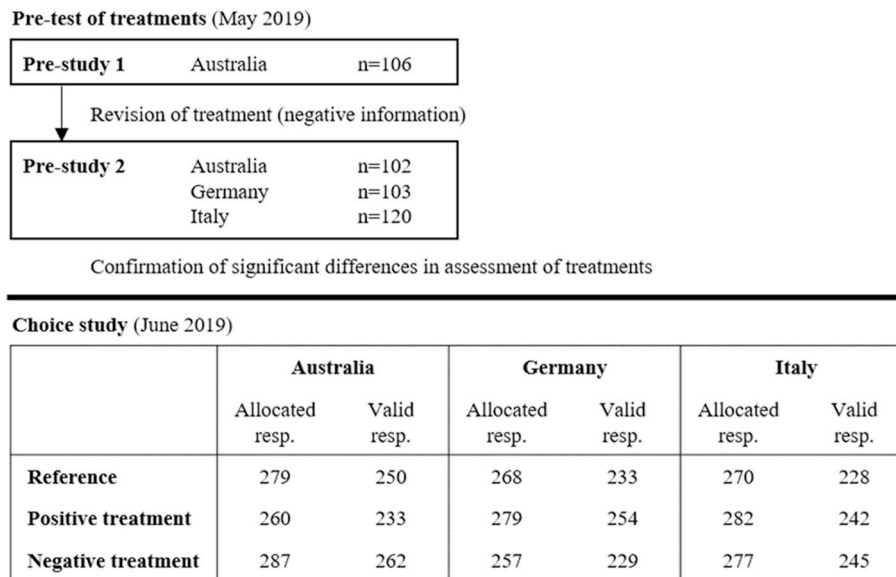 Pre-test of treatments (May 2019)
Pre-study 1 Australia n=106
Revision of treatment (negative information)
Pre-study 2 Australia n=102
Germany n=103
Italy n=120
Confirmation of significant differences in assessment of treatments
Choice study (June 2019)
Australia Germany Italy
Allocated Valid Allocated Valid Allocated Valid
resp. resp. resp. resp. resp. resp.
Reference 279 250 268 233 270 228
Positive treatment 260 233 279 254 282 242
Negative treatment 287 262 257 229 277 245